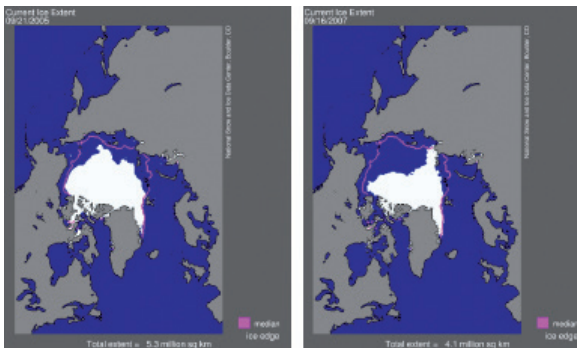 Current Ice Extent
09/21/2005
National Snow and Ice Data Center, Boulder, CO
median
ice edge
Total extent = 5.3 million sq km
Current Ice Extent
09/16/2007
National Snow and Ice Data Center, Boulder, CO
median
ice edge
Total extent = 4.1 million sq km